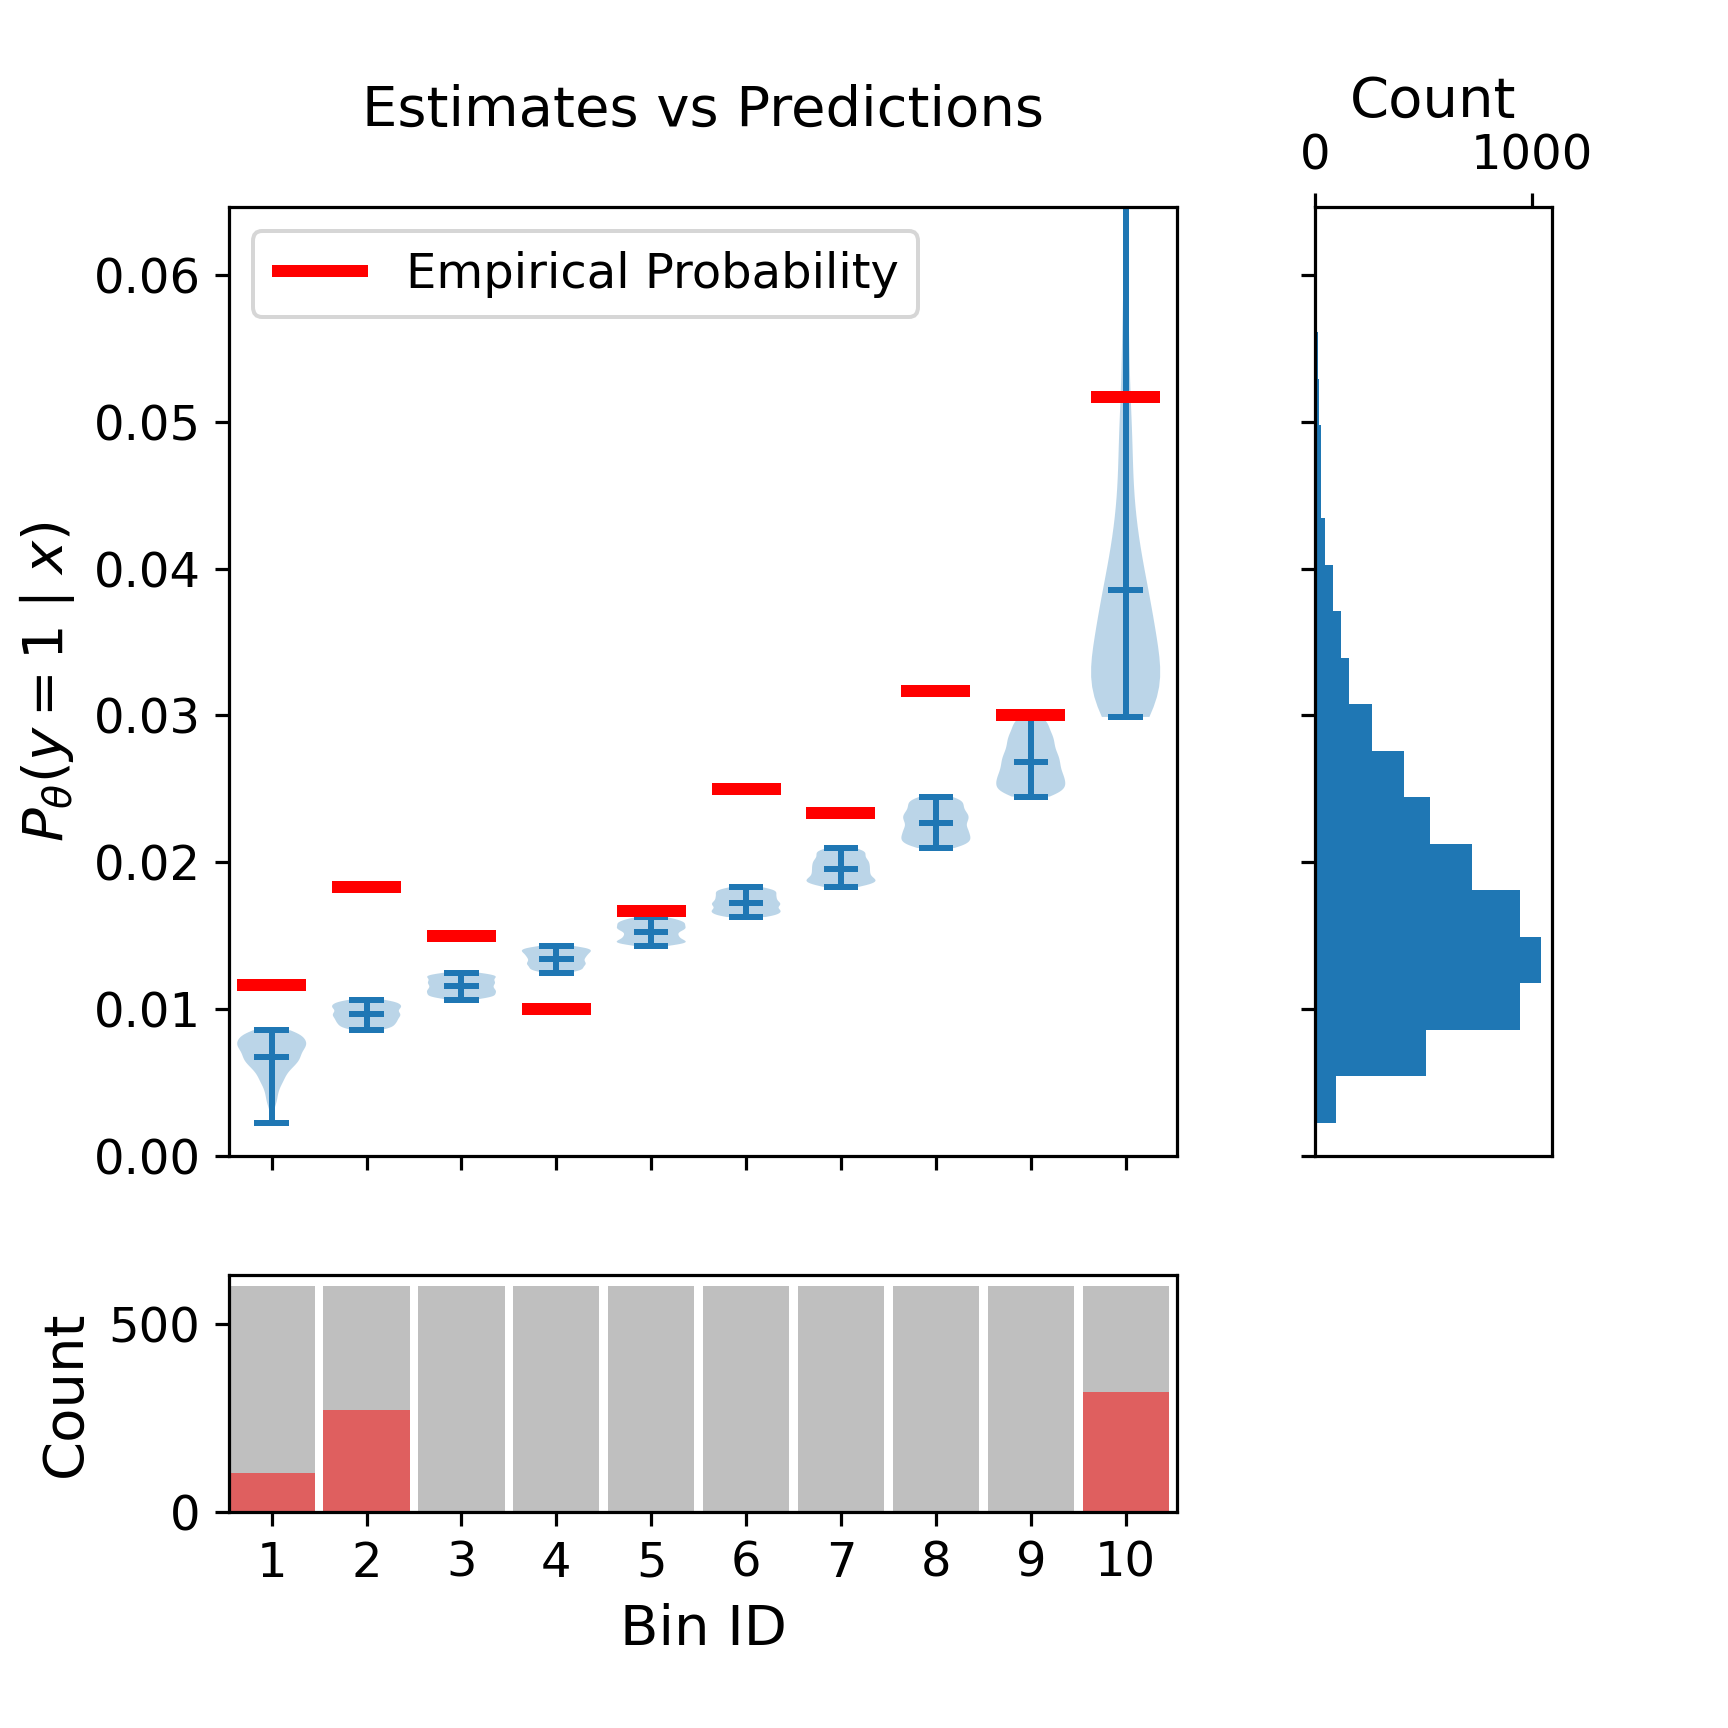 Estimates vs Predictions
Count
0 1000
Empirical Probability
0.06
0.05
0.04
0.03
0.02
0.01
0.00
P_θ(y = 1 | x)
Count
500
0
1 2 3 4 5 6 7 8 9 10
Bin ID